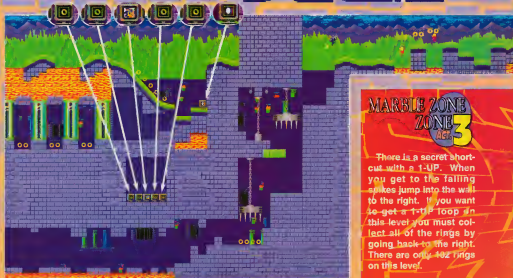 MARBLE ZONE
ZONE
ACT 3
There is a secret short-
cut with a 1-UP. When
you get to the falling
spikes jump into the wall
to the right. If you want
to get a 1-UP loop on
this level you must col-
lect all of the rings by
going back to the right.
There are only 102 rings
on this level.